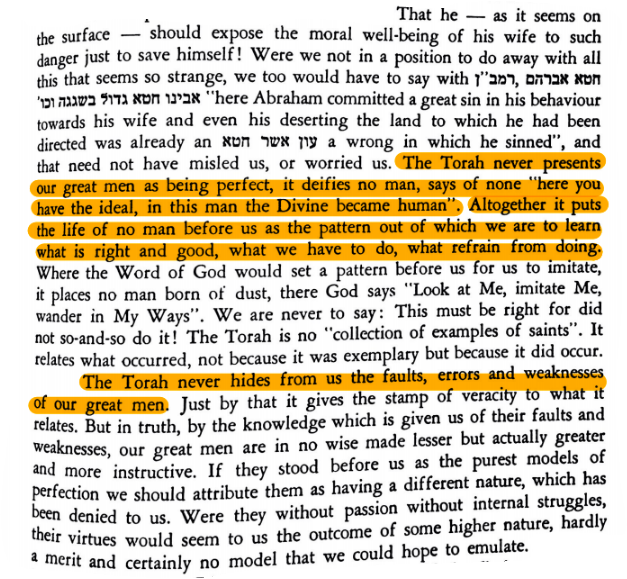 That he — as it seems on
the surface — should expose the moral well-being of his wife to such
danger just to save himself! Were we not in a position to do away with all
this that seems so strange, we too would have to say with רמב"ן, חטא אברהם
אבינו חטא גדול בשגגה וכו' "here Abraham committed a great sin in his behaviour
towards his wife and even his deserting the land to which he had been
directed was already an עון אשר חטא a wrong in which he sinned", and
that need not have misled us, or worried us. The Torah never presents
our great men as being perfect, it deifies no man, says of none "here you
have the ideal, in this man the Divine became human". Altogether it puts
the life of no man before us as the pattern out of which we are to learn
what is right and good, what we have to do, what refrain from doing.
Where the Word of God would set a pattern before us for us to imitate,
it places no man born of dust, there God says "Look at Me, imitate Me,
wander in My Ways". We are never to say: This must be right for did
not so-and-so do it! The Torah is no "collection of examples of saints". It
relates what occurred, not because it was exemplary but because it did occur.
The Torah never hides from us the faults, errors and weaknesses
of our great men. Just by that it gives the stamp of veracity to what it
relates. But in truth, by the knowledge which is given us of their faults and
weaknesses, our great men are in no wise made lesser but actually greater
and more instructive. If they stood before us as the purest models of
perfection we should attribute them as having a different nature, which has
been denied to us. Were they without passion without internal struggles,
their virtues would seem to us the outcome of some higher nature, hardly
a merit and certainly no model that we could hope to emulate.